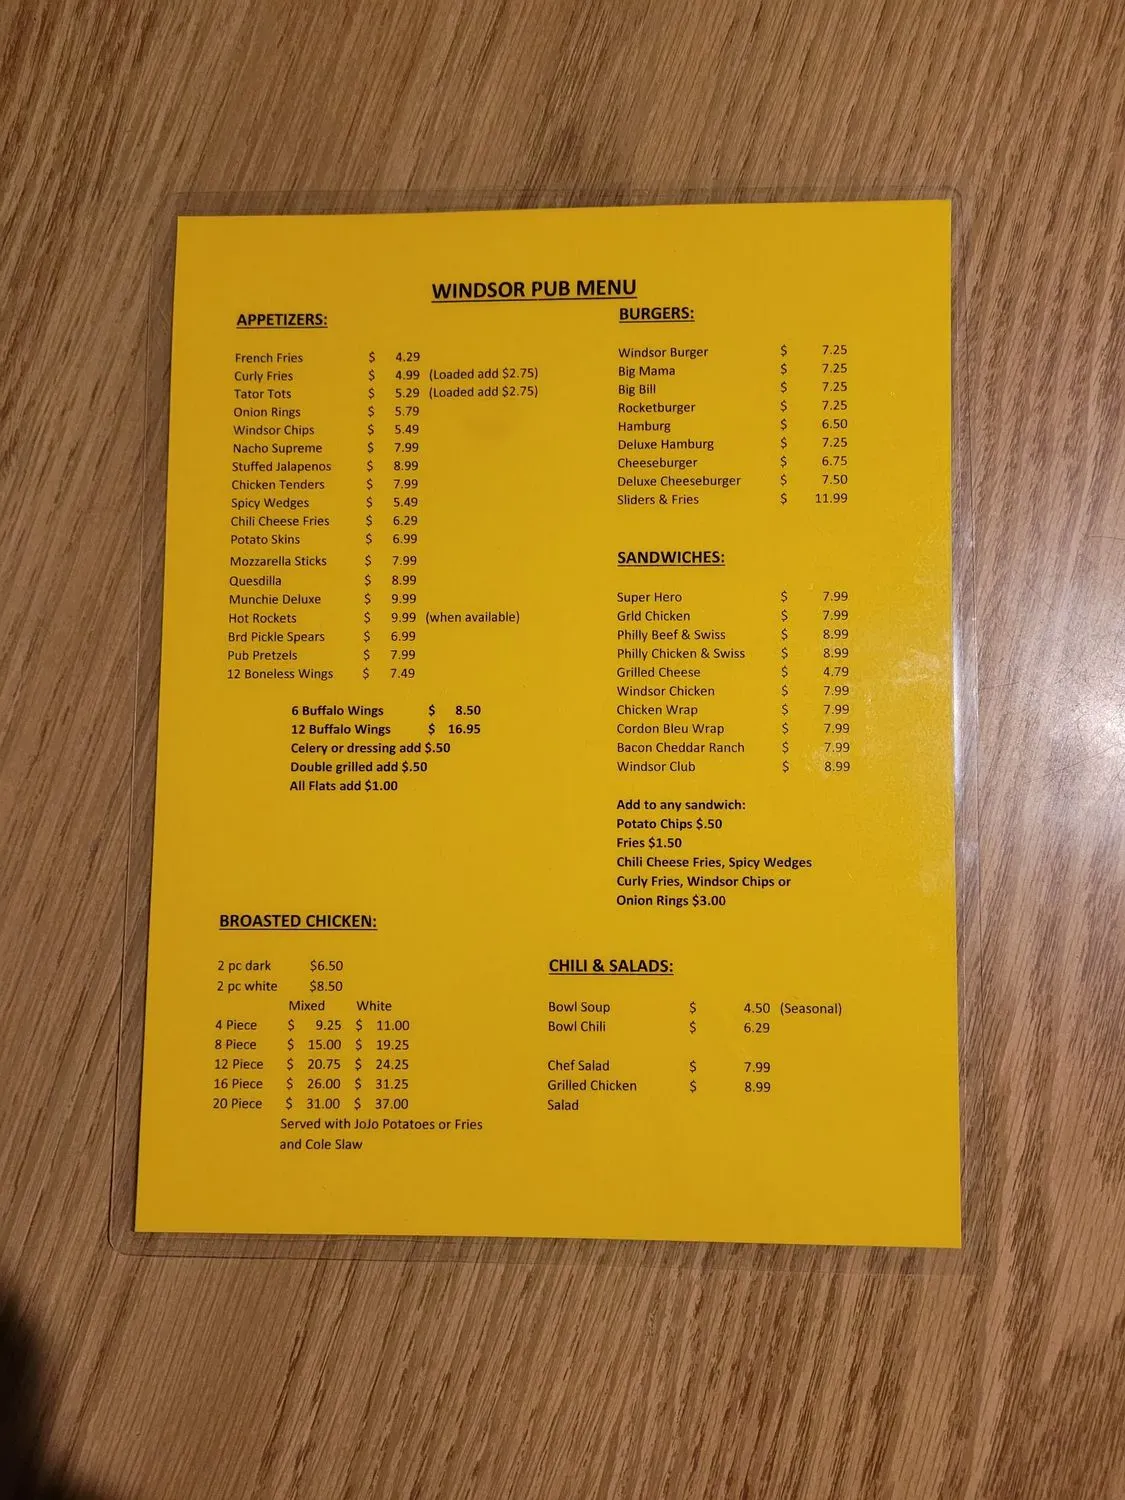 WINDSOR PUB MENU
APPETIZERS:
French Fries $ 4.29
Curly Fries $ 4.99 (Loaded add $2.75)
Tator Tots $ 5.29 (Loaded add $2.75)
Onion Rings $ 5.79
Windsor Chips $ 5.49
Nacho Supreme $ 7.99
Stuffed Jalapenos $ 8.99
Chicken Tenders $ 7.99
Spicy Wedges $ 5.49
Chili Cheese Fries $ 6.29
Potato Skins $ 6.99
Mozzarella Sticks $ 7.99
Quesdilla $ 8.99
Munchie Deluxe $ 9.99
Hot Rockets $ 9.99 (when available)
Brd Pickle Spears $ 6.99
Pub Pretzels $ 7.99
12 Boneless Wings $ 7.49
6 Buffalo Wings $ 8.50
12 Buffalo Wings $ 16.95
Celery or dressing add $.50
Double grilled add $.50
All Flats add $1.00
BURGERS:
Windsor Burger $ 7.25
Big Mama $ 7.25
Big Bill $ 7.25
Rocketburger $ 7.25
Hamburg $ 6.50
Deluxe Hamburg $ 7.25
Cheeseburger $ 6.75
Deluxe Cheeseburger $ 7.50
Sliders & Fries $ 11.99
SANDWICHES:
Super Hero $ 7.99
Grld Chicken $ 7.99
Philly Beef & Swiss $ 8.99
Philly Chicken & Swiss $ 8.99
Grilled Cheese $ 4.79
Windsor Chicken $ 7.99
Chicken Wrap $ 7.99
Cordon Bleu Wrap $ 7.99
Bacon Cheddar Ranch $ 7.99
Windsor Club $ 8.99
Add to any sandwich:
Potato Chips $.50
Fries $1.50
Chili Cheese Fries, Spicy Wedges
Curly Fries, Windsor Chips or
Onion Rings $3.00
BROASTED CHICKEN:
2 pc dark $6.50
2 pc white $8.50
Mixed White
4 Piece $ 9.25 $ 11.00
8 Piece $ 15.00 $ 19.25
12 Piece $ 20.75 $ 24.25
16 Piece $ 26.00 $ 31.25
20 Piece $ 31.00 $ 37.00
Served with JoJo Potatoes or Fries
and Cole Slaw
CHILI & SALADS:
Bowl Soup $ 4.50 (Seasonal)
Bowl Chili $ 6.29
Chef Salad $ 7.99
Grilled Chicken $ 8.99
Salad